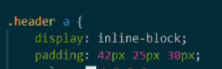 .header a {
display: inline-block;
padding: 42px 25px 30px;